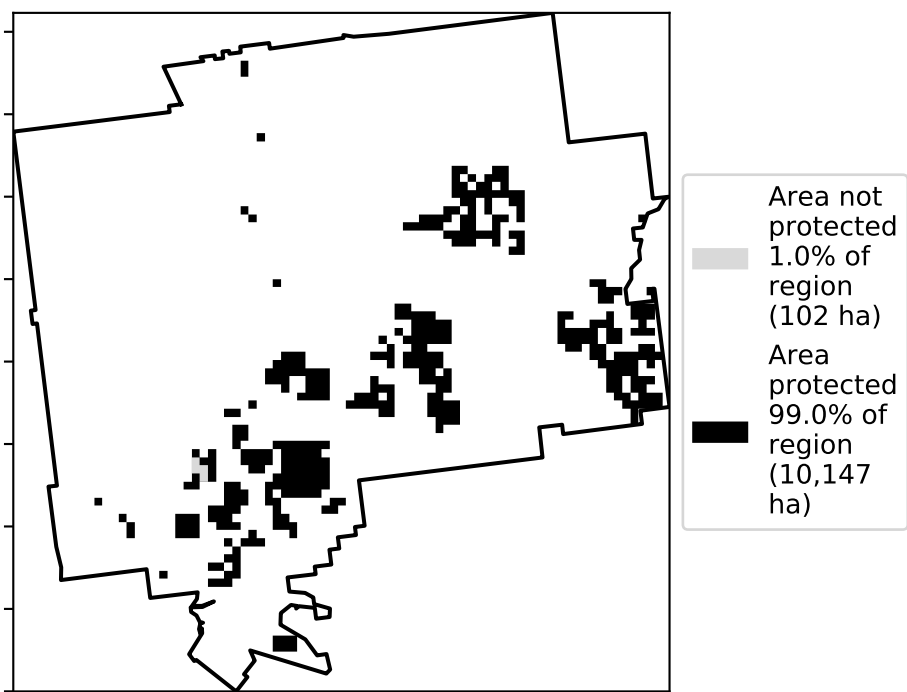 Area not
protected
1.0% of
region
(102 ha)
Area
protected
99.0% of
region
(10,147
ha)